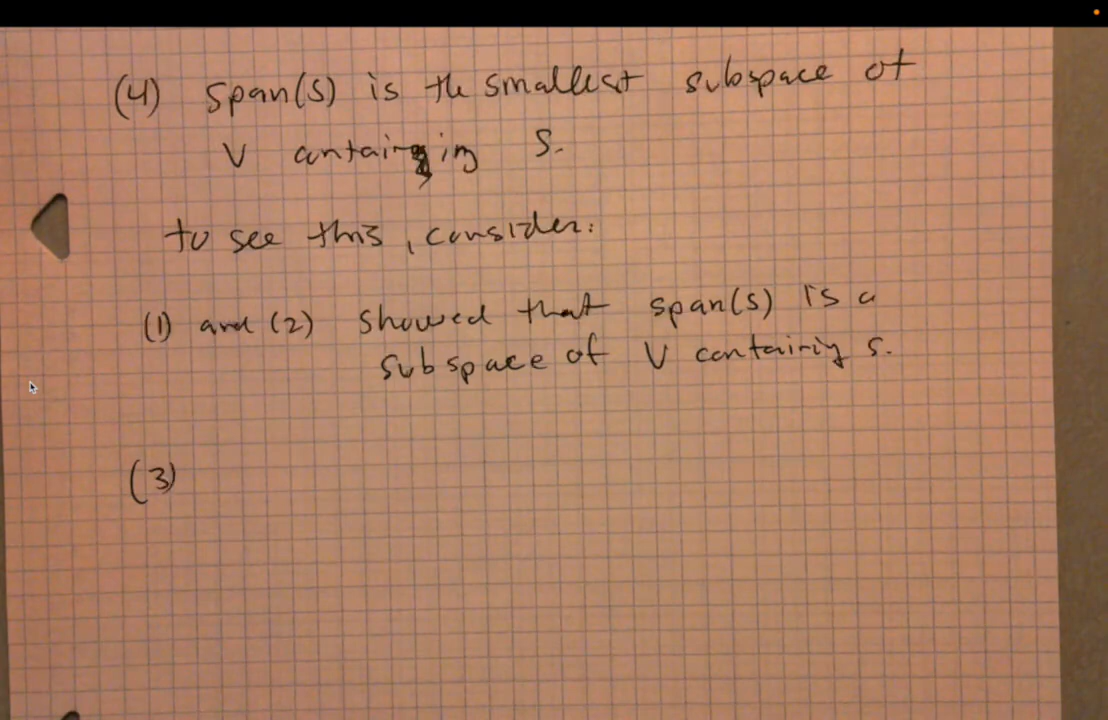 (4) span(s) is the smallest subspace of
V containing S.
to see this, consider:
(1) and (2) showed that span(s) is a
subspace of V containing S.
(3)